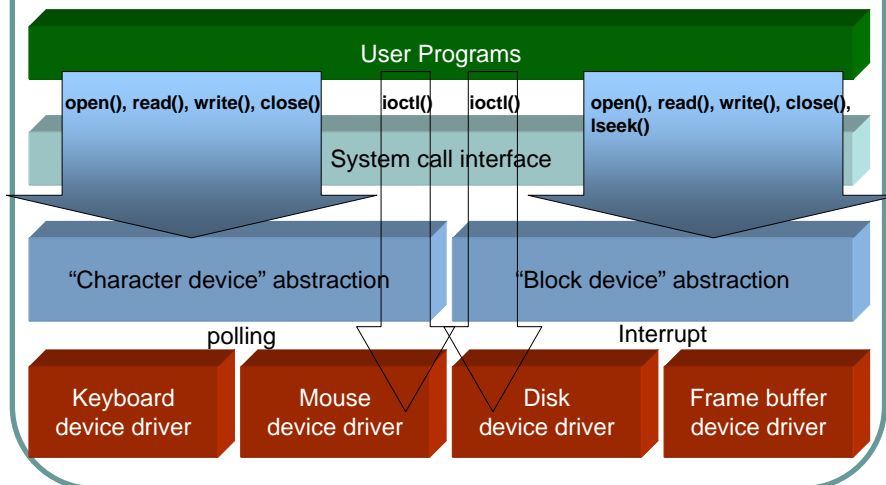 User Programs
open(), read(), write(), close()
ioctl()
ioctl()
open(), read(), write(), close(),
lseek()
System call interface
“Character device” abstraction
“Block device” abstraction
polling
Interrupt
Keyboard
device driver
Mouse
device driver
Disk
device driver
Frame buffer
device driver